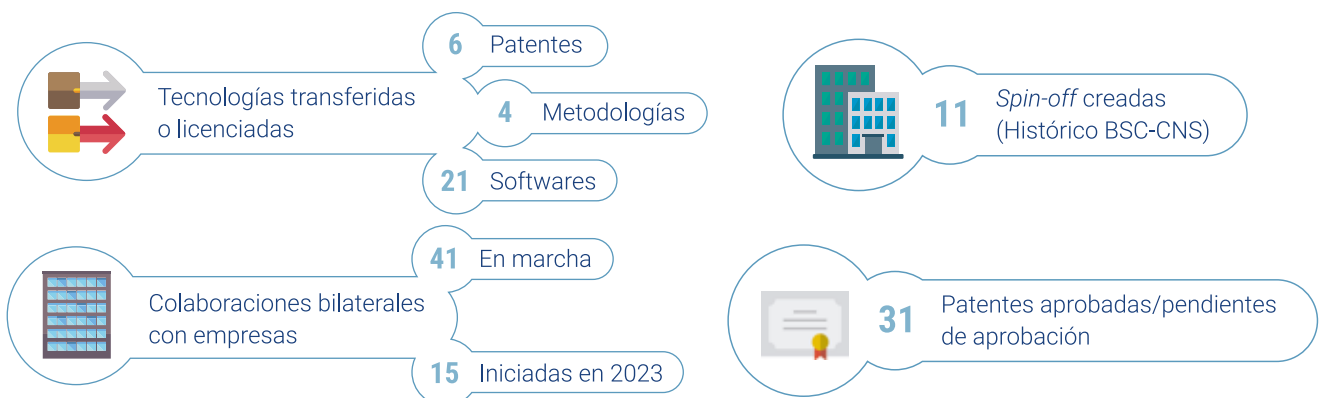 Tecnologías transferidas
o licenciadas
6 Patentes
4 Metodologías
21 Softwares
11
Spin-off creadas
(Histórico BSC-CNS)
Colaboraciones bilaterales
con empresas
41 En marcha
15 Iniciadas en 2023
31
Patentes aprobadas/pendientes
de aprobación